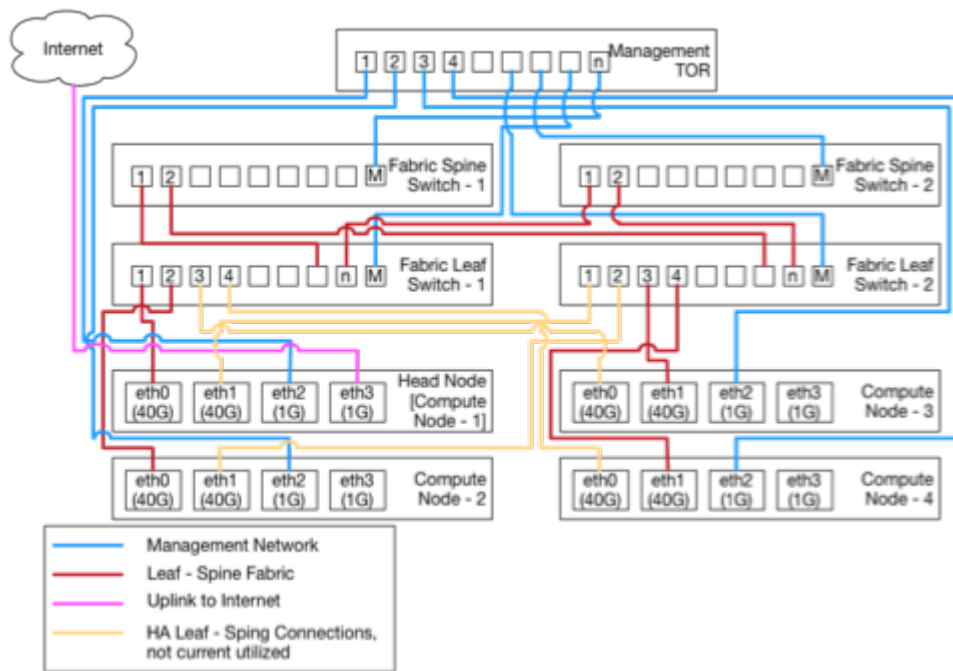 Internet
Management
TOR
1 2 3 4 n
Fabric Spine
Switch - 1
1 2 M
Fabric Spine
Switch - 2
1 2 M
Fabric Leaf
Switch - 1
1 2 3 4 n M
Fabric Leaf
Switch - 2
1 2 3 4 n M
eth0 eth1 eth2 eth3
(40G) (40G) (1G) (1G)
Head Node
[Compute
Node - 1]
eth0 eth1 eth2 eth3
(40G) (40G) (1G) (1G)
Compute
Node - 3
eth0 eth1 eth2 eth3
(40G) (40G) (1G) (1G)
Compute
Node - 2
eth0 eth1 eth2 eth3
(40G) (40G) (1G) (1G)
Compute
Node - 4
Management Network
Leaf - Spine Fabric
Uplink to Internet
HA Leaf - Sping Connections,
not current utilized